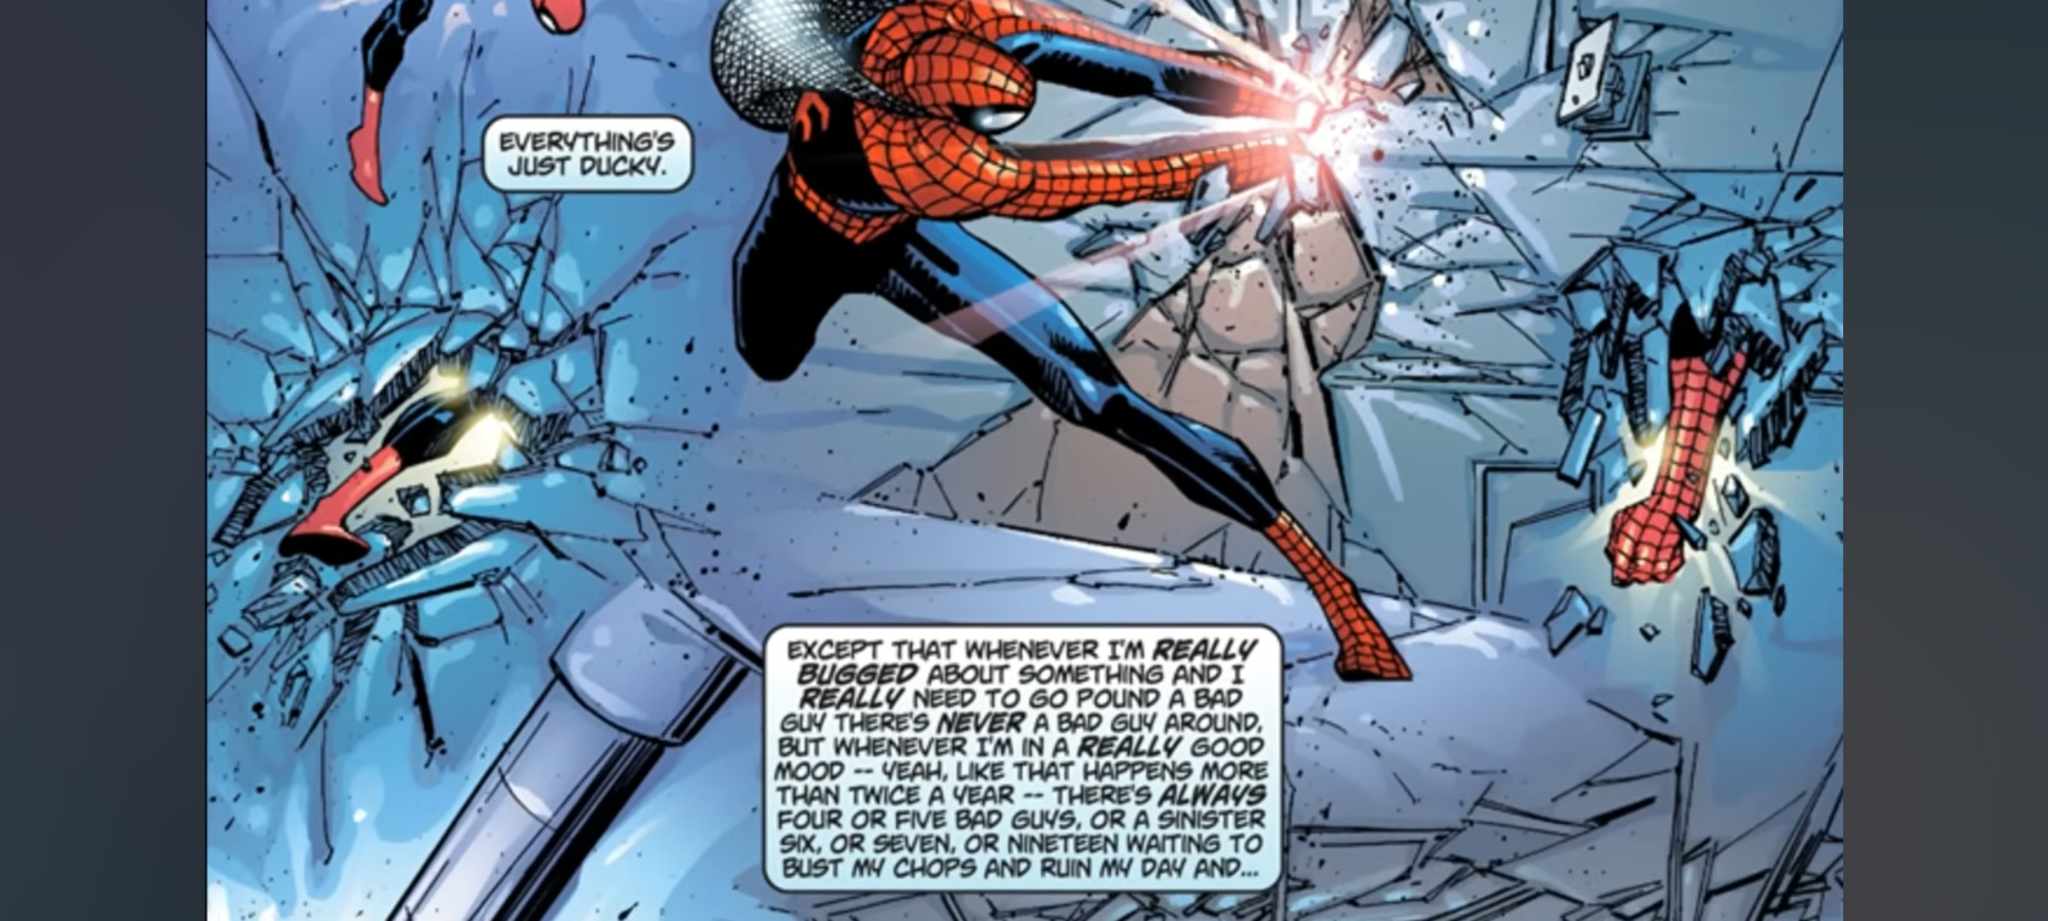 EVERYTHING'S
JUST DUCKY.
EXCEPT THAT WHENEVER I'M REALLY
BUGGED ABOUT SOMETHING AND I
REALLY NEED TO GO POUND A BAD
GUY THERE'S NEVER A BAD GUY AROUND,
BUT WHENEVER I'M IN A REALLY GOOD
MOOD -- YEAH, LIKE THAT HAPPENS MORE
THAN TWICE A YEAR -- THERE'S ALWAYS
FOUR OR FIVE BAD GUYS, OR A SINISTER
SIX, OR SEVEN, OR NINETEEN WAITING TO
BUST MY CHOPS AND RUIN MY DAY AND...